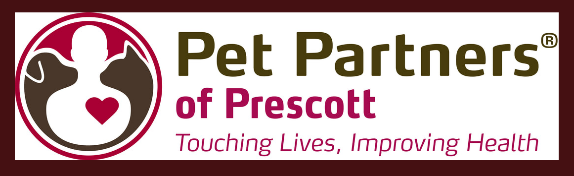 Pet Partners®
of Prescott
Touching Lives, Improving Health